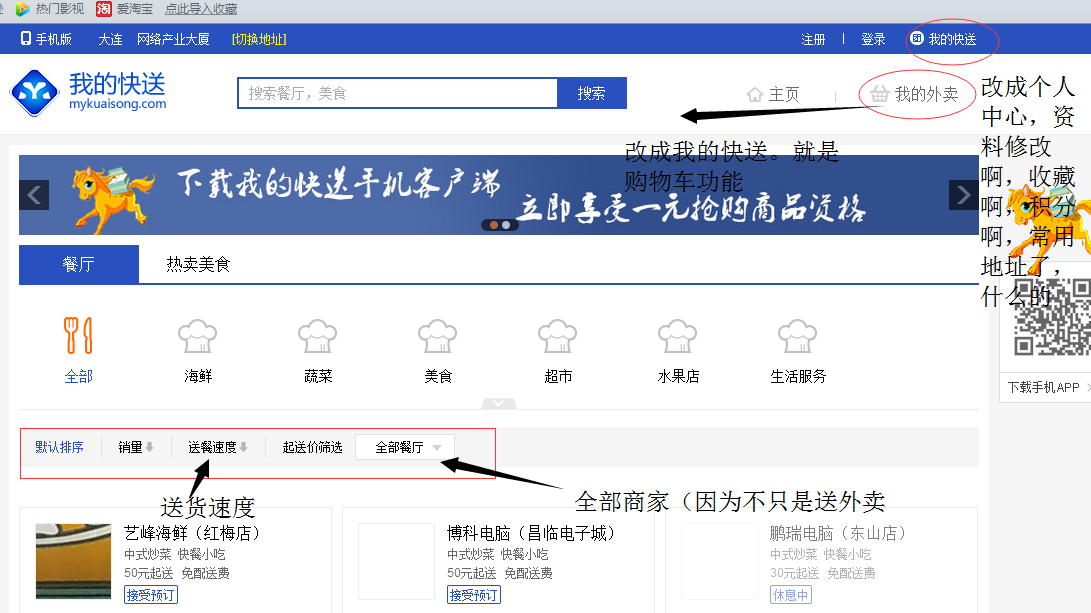 热门影视 爱淘宝 点此导入收藏
手机版 大连 网络产业大厦 [切换地址] 注册 登录 我的快送
我的快送
mykuaisong.com
搜索餐厅，美食 搜索 主页 我的外卖
改成个人
中心，资
料修改
啊，收藏
啊，积分
啊，常用
地址了，
什么的
改成我的快送。就是
购物车功能
下载我的快送手机客户端
立即享受一元抢购商品资格
餐厅 热卖美食
全部 海鲜 蔬菜 美食 超市 水果店 生活服务
下载手机APP
默认排序 销量 送餐速度 起送价筛选 全部餐厅
送货速度
全部商家（因为不只是送外卖
艺峰海鲜（红梅店）
中式炒菜 快餐小吃
50元起送 免配送费
接受预订
博科电脑（昌临电子城）
中式炒菜 快餐小吃
50元起送 免配送费
接受预订
鹏瑞电脑（东山店）
中式炒菜 快餐小吃
30元起送 免配送费
休息中